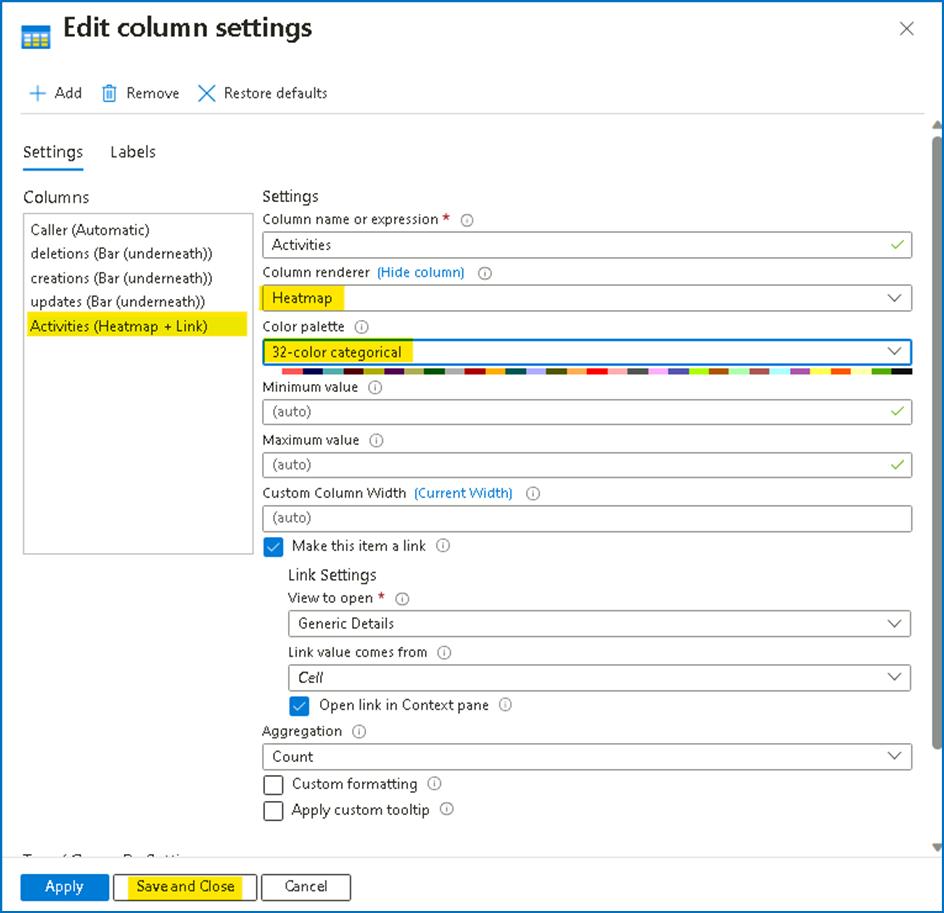 Edit column settings
Add Remove Restore defaults
Settings Labels
Columns
Caller (Automatic)
deletions (Bar (underneath))
creations (Bar (underneath))
updates (Bar (underneath))
Activities (Heatmap + Link)
Settings
Column name or expression *
Activities
Column renderer (Hide column)
Heatmap
Color palette
32-color categorical
Minimum value
(auto)
Maximum value
(auto)
Custom Column Width (Current Width)
(auto)
Make this item a link
Link Settings
View to open *
Generic Details
Link value comes from
Cell
Open link in Context pane
Aggregation
Count
Custom formatting
Apply custom tooltip
Apply Save and Close Cancel